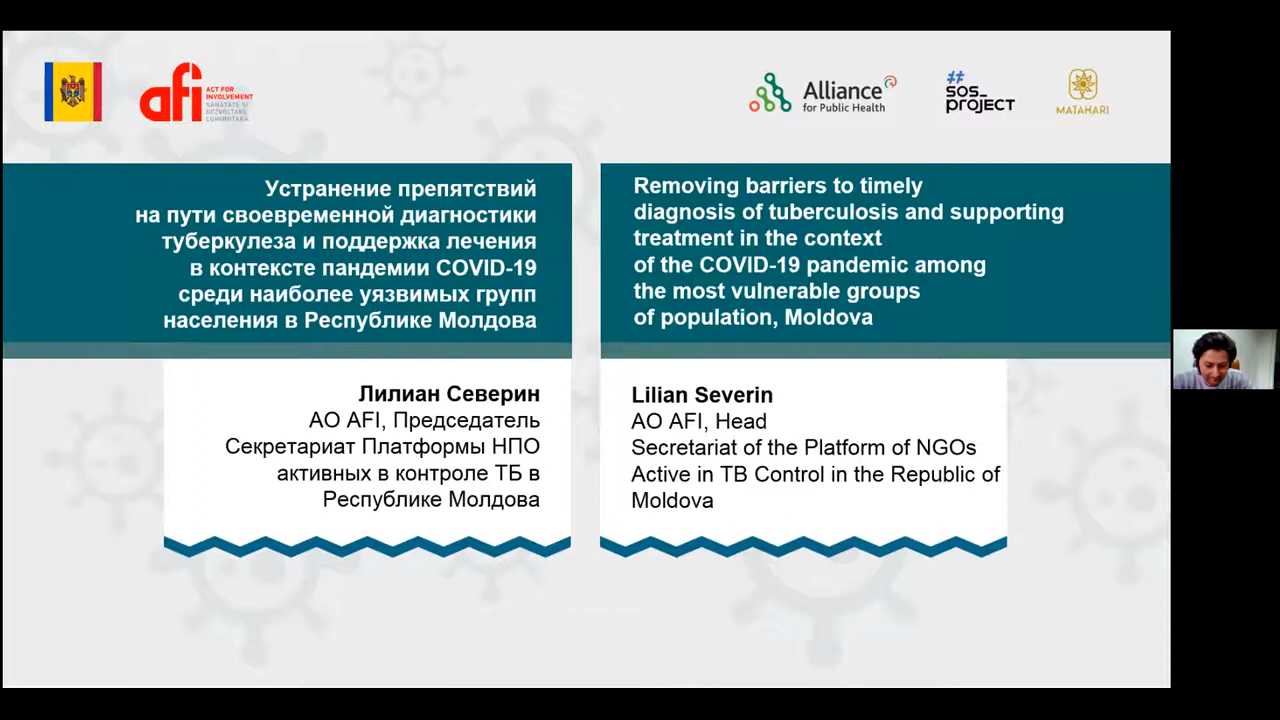 afi
ACT FOR
INVOLVEMENT
SĂNĂTATE ȘI
DEZVOLTARE
COMUNITARĂ
Alliance
for Public Health
#
SOS_
PROJECT
MATAHARI
Устранение препятствий
на пути своевременной диагностики
туберкулеза и поддержка лечения
в контексте пандемии COVID-19
среди наиболее уязвимых групп
населения в Республике Молдова
Removing barriers to timely
diagnosis of tuberculosis and supporting
treatment in the context
of the COVID-19 pandemic among
the most vulnerable groups
of population, Moldova
Лилиан Северин
АО AFI, Председатель
Секретариат Платформы НПО
активных в контроле ТБ в
Республике Молдова
Lilian Severin
AO AFI, Head
Secretariat of the Platform of NGOs
Active in TB Control in the Republic of
Moldova